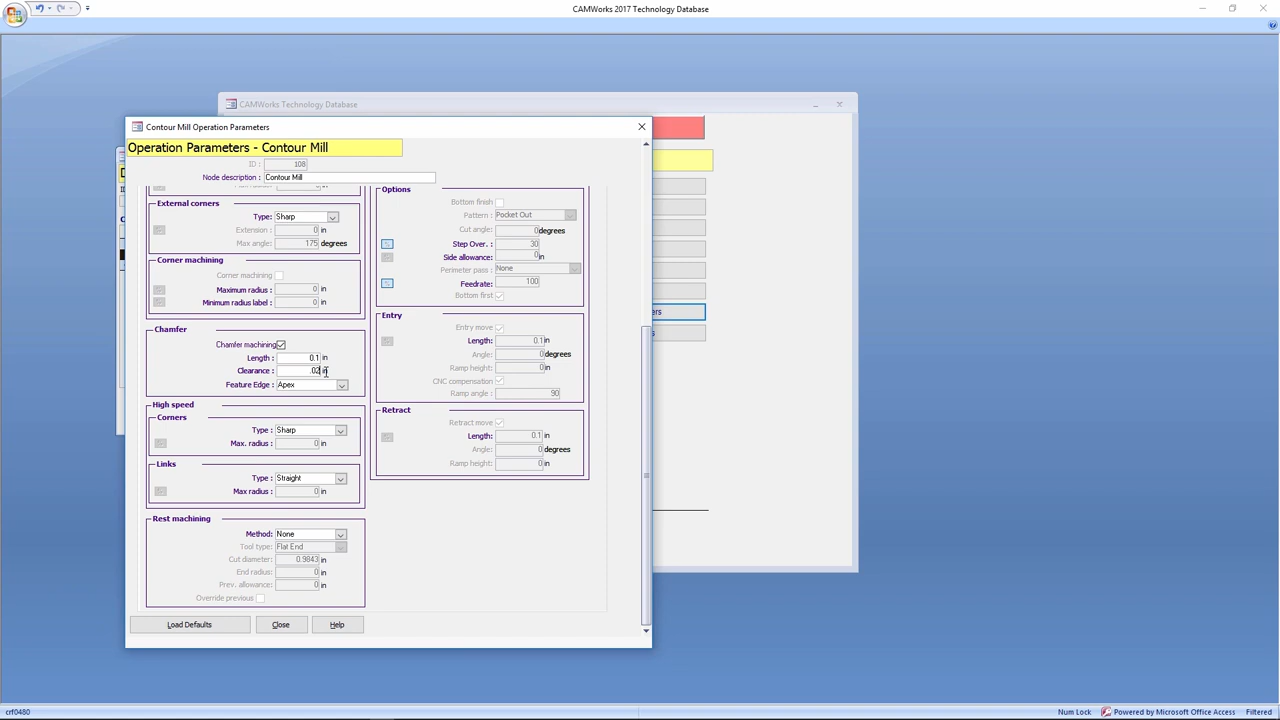 CAMWorks 2017 Technology Database
CAMWorks Technology Database
Contour Mill Operation Parameters
Operation Parameters - Contour Mill
ID : 108
Node description : Contour Mill
External corners
Type: Sharp
Extension : 0 in
Max angle: 175 degrees
Corner machining
Corner machining
Maximum radius : 0 in
Minimum radius label : 0 in
Chamfer
Chamfer machining
Length : 0.1 in
Clearance : .02 in
Feature Edge : Apex
High speed
Corners
Type : Sharp
Max. radius : 0 in
Links
Type : Straight
Max radius : 0 in
Rest machining
Method: None
Tool type: Flat End
Cut diameter: 0.9843 in
End radius: 0 in
Prev. allowance: 0 in
Override previous
Options
Bottom finish
Pattern : Pocket Out
Cut angle: 0 degrees
Step Over. : 30
Side allowance: 0 in
Perimeter pass : None
Feedrate: 100
Bottom first
Entry
Entry move
Length: 0.1 in
Angle: 0 degrees
Ramp height: 0 in
CNC compensation
Ramp angle : 90
Retract
Retract move
Length: 0.1 in
Angle: 0 degrees
Ramp height: 0 in
Load Defaults
Close
Help
crf0480
Num Lock
Powered by Microsoft Office Access
Filtered